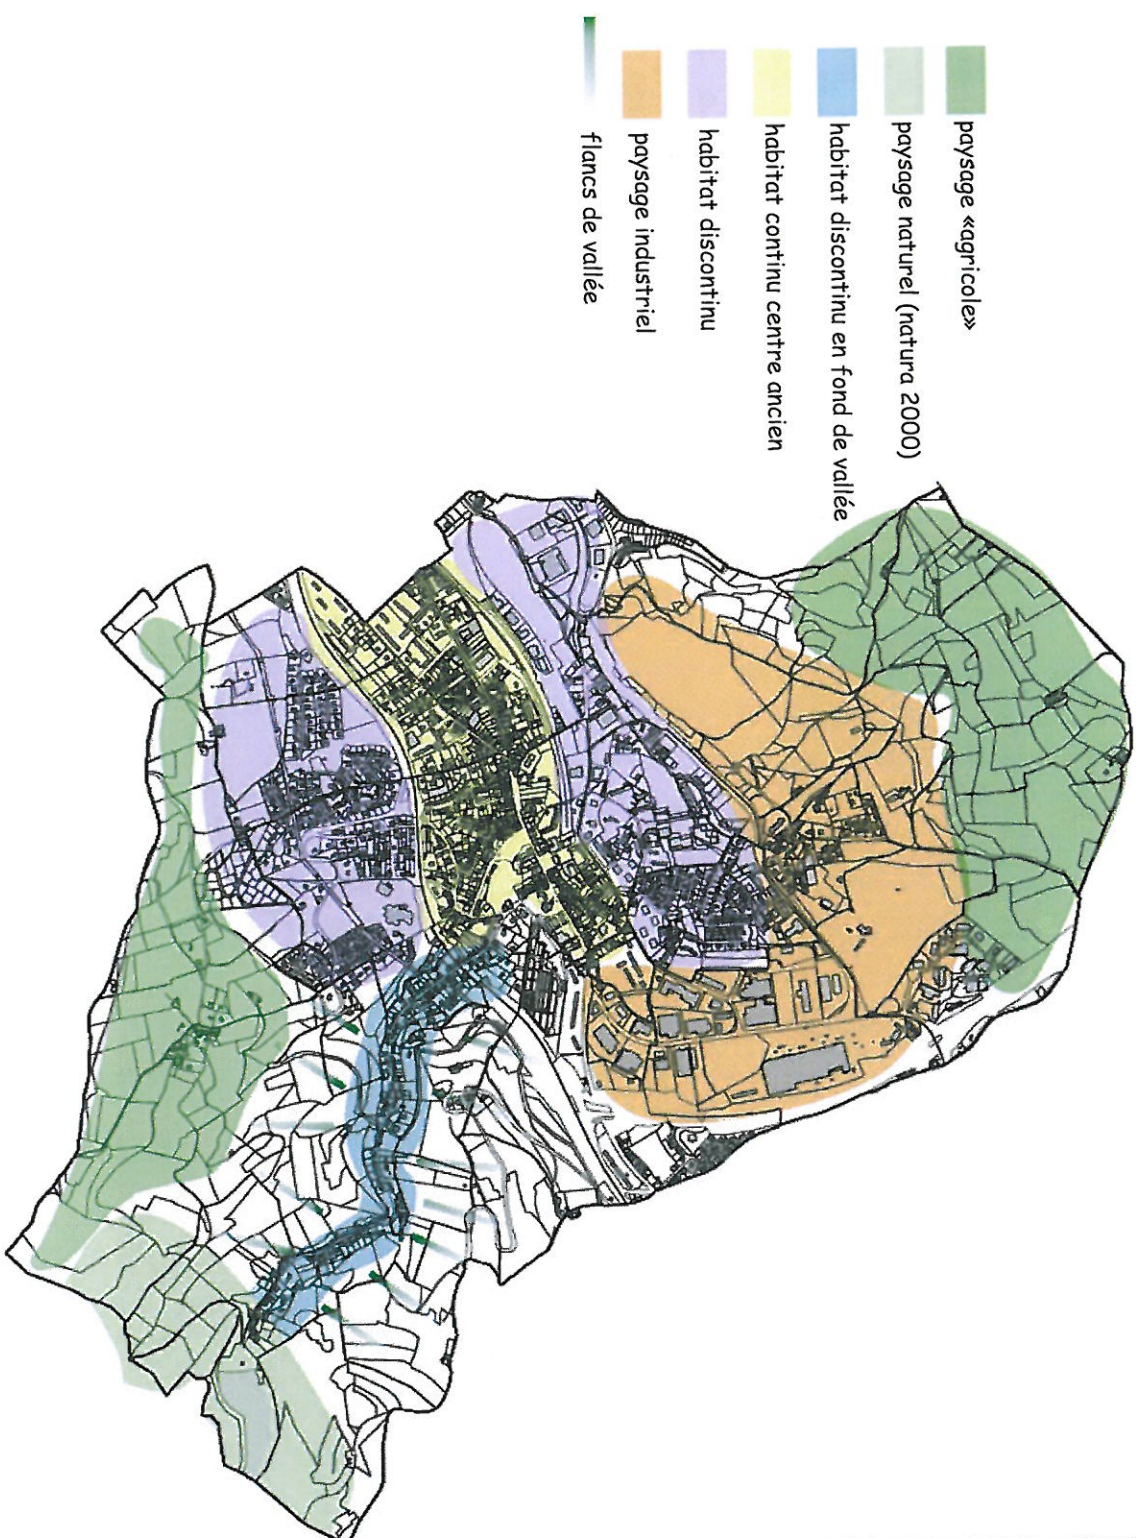 paysage «agricole»
paysage naturel (natura 2000)
habitat discontinu en fond de vallée
habitat continu centre ancien
habitat discontinu
paysage industriel
flancs de vallée